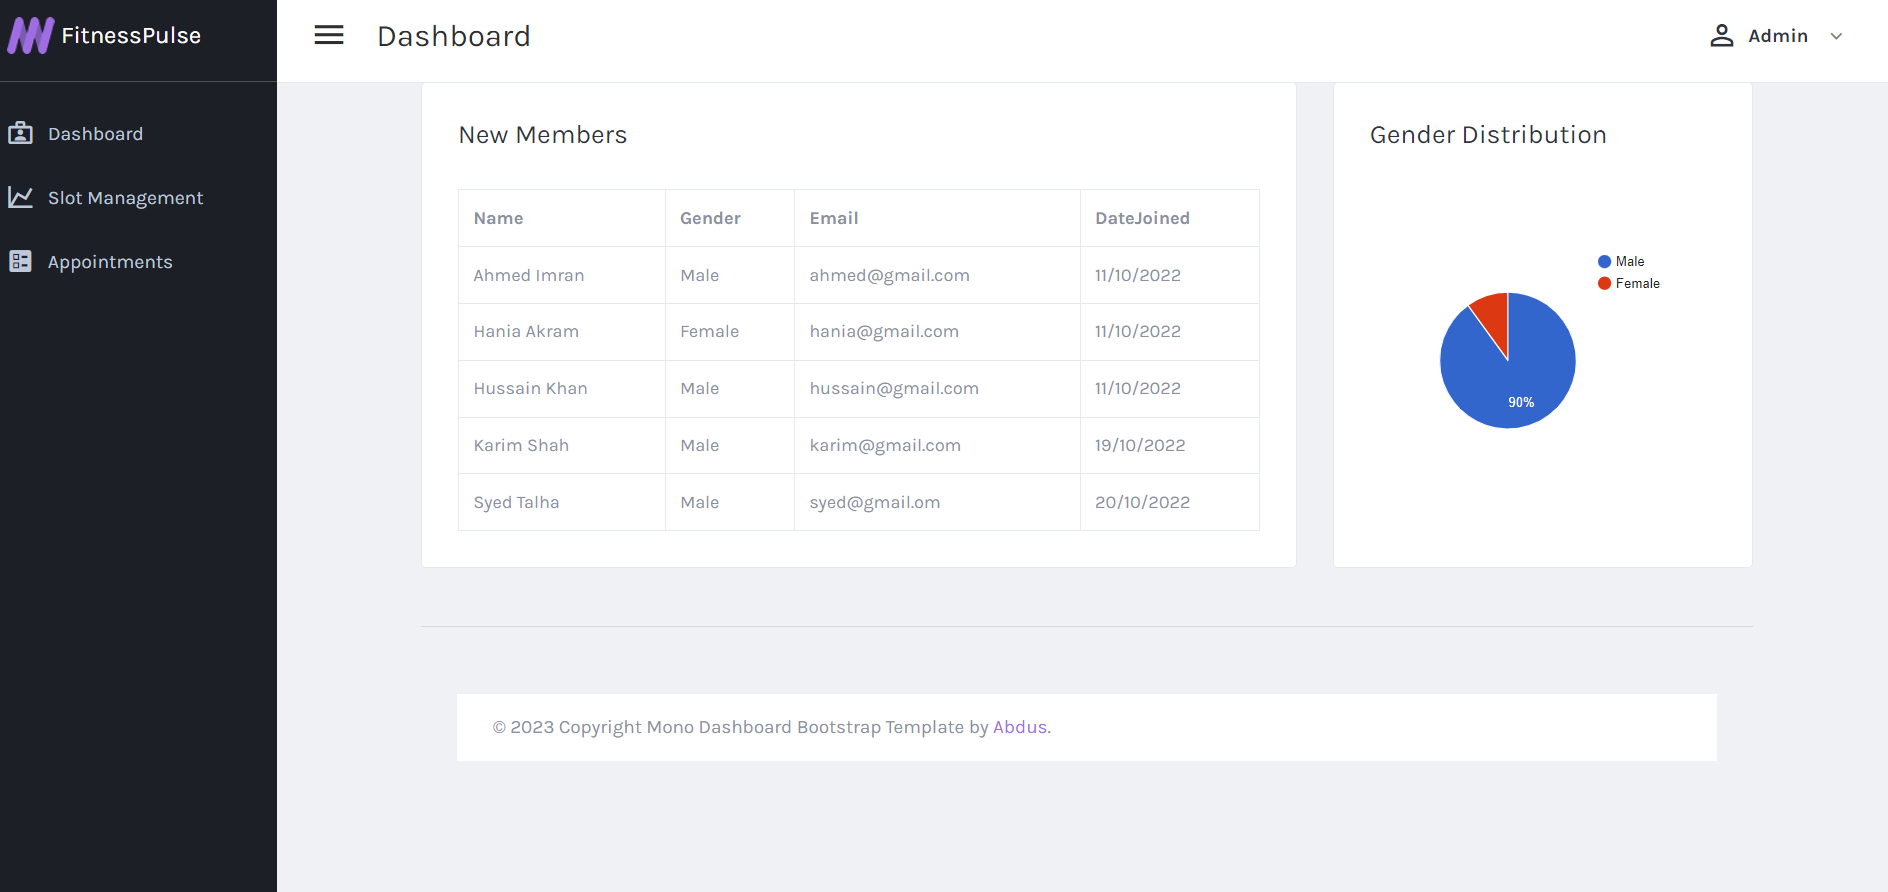 FitnessPulse
Dashboard
Admin
Dashboard
Slot Management
Appointments
New Members
Name Gender Email DateJoined
Ahmed Imran Male ahmed@gmail.com 11/10/2022
Hania Akram Female hania@gmail.com 11/10/2022
Hussain Khan Male hussain@gmail.com 11/10/2022
Karim Shah Male karim@gmail.com 19/10/2022
Syed Talha Male syed@gmail.om 20/10/2022
Gender Distribution
Male
Female
90%
© 2023 Copyright Mono Dashboard Bootstrap Template by Abdus.